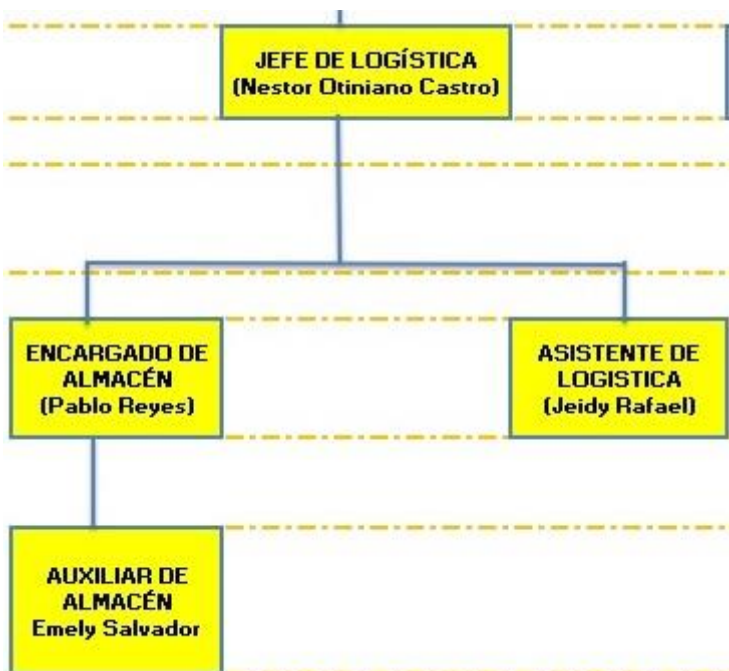 JEFE DE LOGÍSTICA
(Nestor Otiniano Castro)
ENCARGADO DE
ALMACÉN
(Pablo Reyes)
ASISTENTE DE
LOGISTICA
(Jeidy Rafael)
AUXILIAR DE
ALMACÉN
Emely Salvador